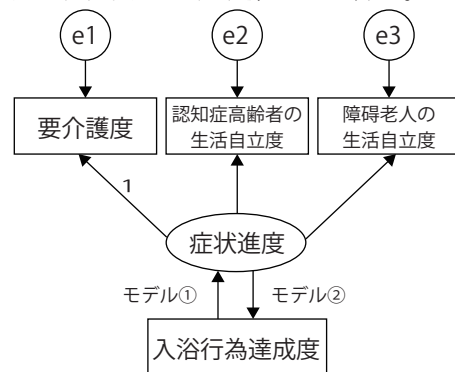 e1
e2
e3
要介護度
認知症高齢者の
生活自立度
障碍老人の
生活自立度
1
症状進度
モデル①
モデル②
入浴行為達成度